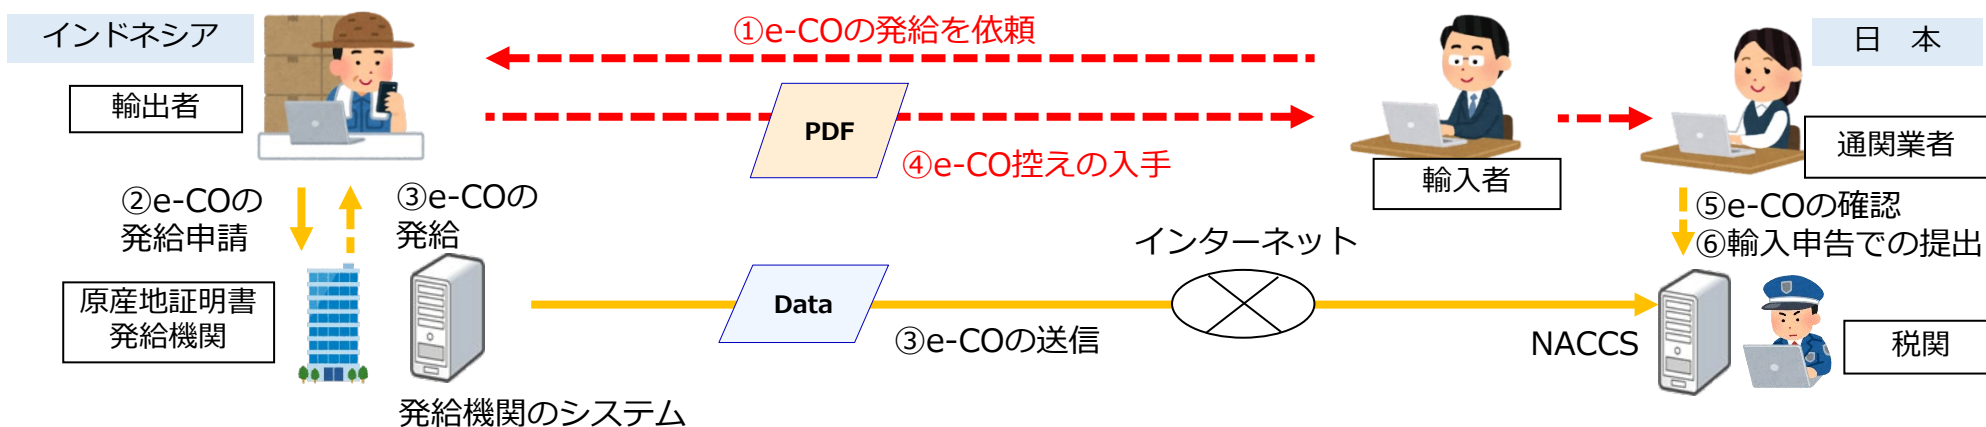 インドネシア
①e-COの発給を依頼
日　本
輸出者
PDF
④e-CO控えの入手
輸入者
通関業者
②e-COの
発給申請
③e-COの
発給
⑤e-COの確認
⑥輸入申告での提出
インターネット
原産地証明書
発給機関
Data
③e-COの送信
NACCS
税関
発給機関のシステム